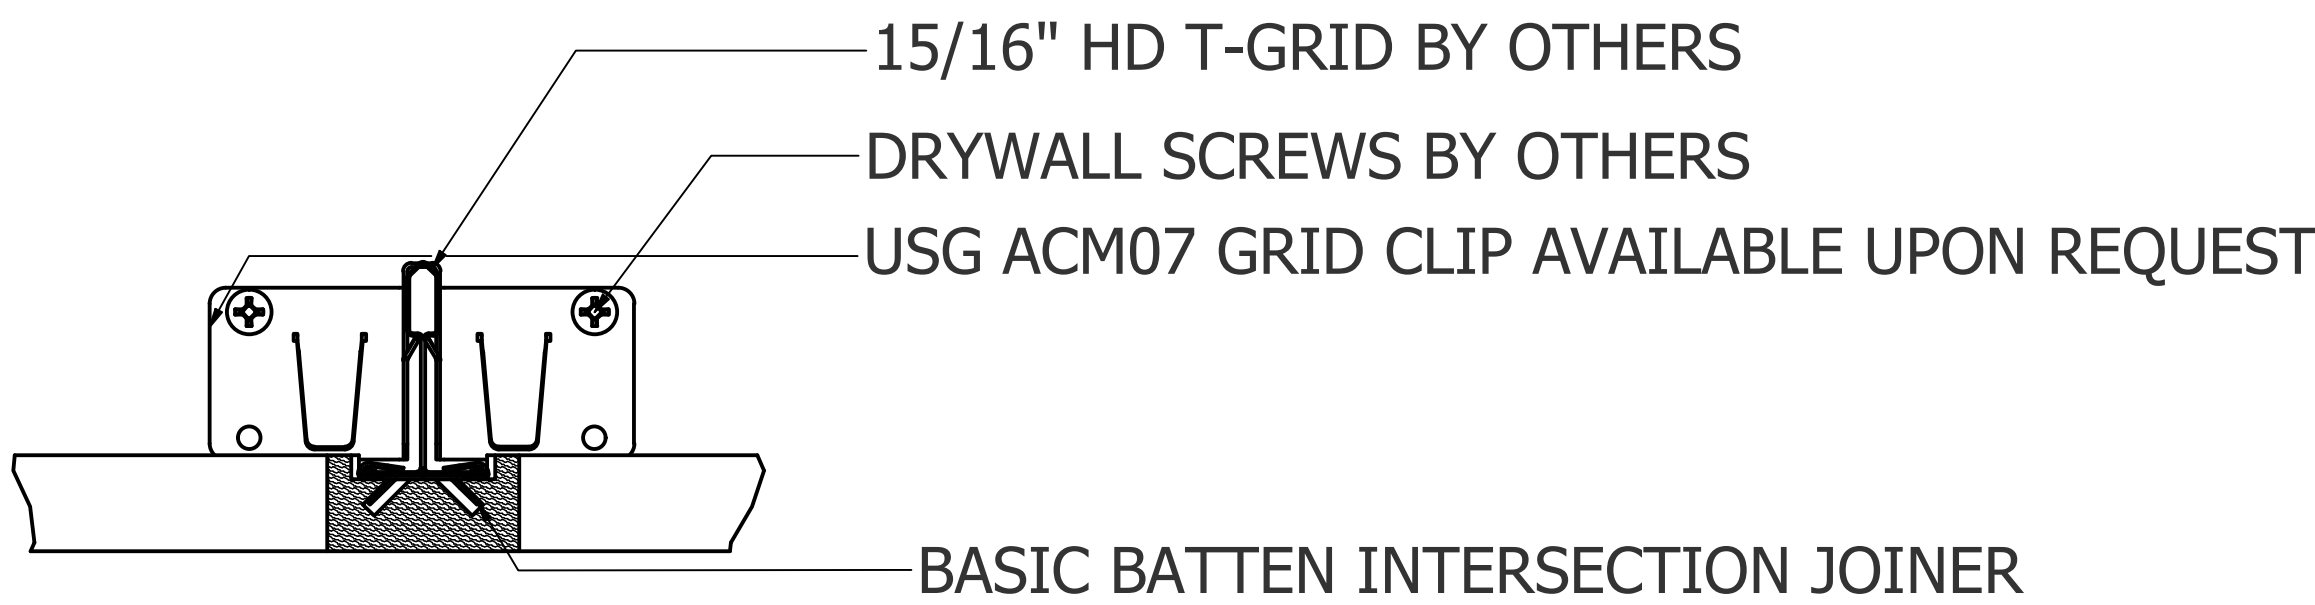 15/16" HD T-GRID BY OTHERS
DRYWALL SCREWS BY OTHERS
USG ACM07 GRID CLIP AVAILABLE UPON REQUEST
BASIC BATTEN INTERSECTION JOINER